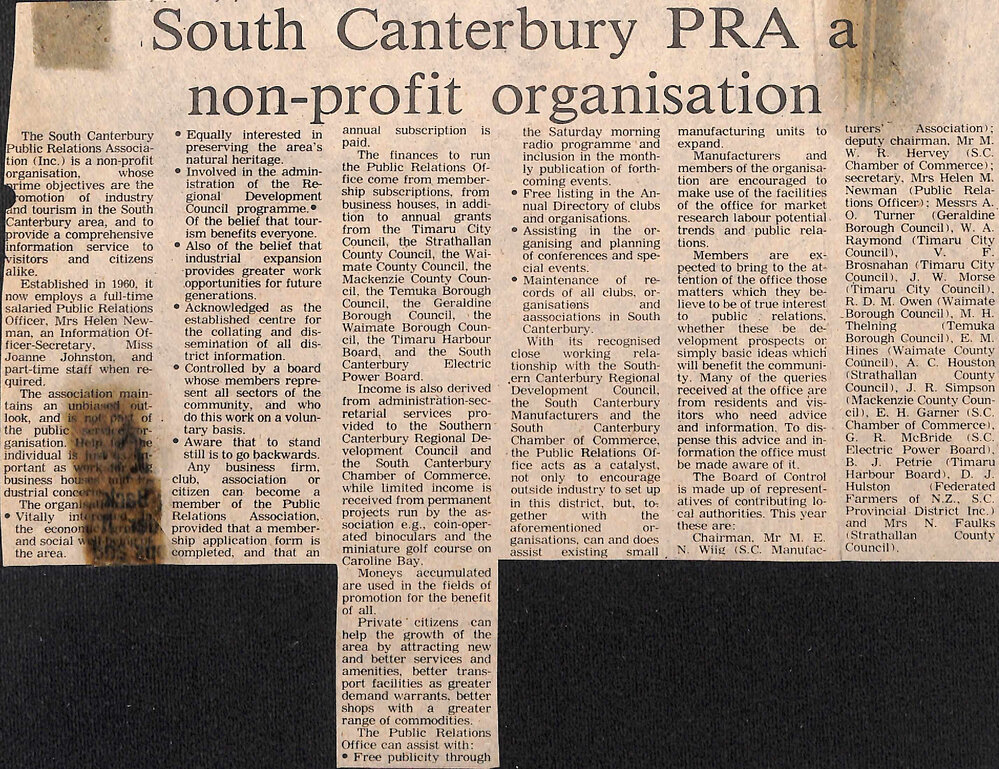 South Canterbury PRA a
non-profit organisation
The South Canterbury
Public Relations Associa-
tion (Inc.) is a non-profit
organisation, whose
prime objectives are the
promotion of industry
and tourism in the South
Canterbury area, and to
provide a comprehensive
information service to
visitors and citizens
alike.
Established in 1960, it
now employs a full-time
salaried Public Relations
Officer, Mrs Helen New-
man, an Information Of-
ficer-Secretary, Miss
Joanne Johnston, and
part-time staff when re-
quired.
The association main-
tains an unbiased out-
look, and is not part of
the public service or-
ganisation. Help to the
individual is just as im-
portant as work for big
business houses and in-
dustrial concerns.
The organisation is:
• Vitally interested in
the economic
and social
the area.
• Equally interested in
preserving the area's
natural heritage.
• Involved in the admin-
istration of the Re-
gional Development
Council programme.•
Of the belief that tour-
ism benefits everyone.
• Also of the belief that
industrial expansion
provides greater work
opportunities for future
generations.
• Acknowledged as the
established centre for
the collating and dis-
semination of all dis-
trict information.
• Controlled by a board
whose members repre-
sent all sectors of the
community, and who
do this work on a volun-
tary basis.
• Aware that to stand
still is to go backwards.
Any business firm,
club, association or
citizen can become a
member of the Public
Relations Association,
provided that a member-
ship application form is
completed, and that an
annual subscription is
paid.
The finances to run
the Public Relations Of-
fice come from member-
ship subscriptions, from
business houses, in addi-
tion to annual grants
from the Timaru City
Council, the Strathallan
County Council, the Wai-
mate County Council, the
Mackenzie County Coun-
cil, the Temuka Borough
Council, the Geraldine
Borough Council, the
Waimate Borough Coun-
cil, the Timaru Harbour
Board, and the South
Canterbury Electric
Power Board.
Income is also derived
from administration-sec-
retarial services pro-
vided to the Southern
Canterbury Regional De-
velopment Council and
the South Canterbury
Chamber of Commerce,
while limited income is
received from permanent
projects run by the as-
sociation e.g., coin-oper-
ated binoculars and the
miniature golf course on
Caroline Bay.
Moneys accumulated
are used in the fields of
promotion for the benefit
of all.
Private citizens can
help the growth of the
area by attracting new
and better services and
amenities, better trans-
port facilities as greater
demand warrants, better
shops with a greater
range of commodities.
The Public Relations
Office can assist with:
• Free publicity through
the Saturday morning
radio programme and
inclusion in the month-
ly publication of forth-
coming events.
• Free listing in the An-
nual Directory of clubs
and organisations.
• Assisting in the or-
ganising and planning
of conferences and spe-
cial events.
• Maintenance of re-
cords of all clubs, or-
ganisations and
aassociations in South
Canterbury.
With its recognised
close working rela-
tionship with the South-
ern Canterbury Regional
Development Council,
the South Canterbury
Manufacturers and the
South Canterbury
Chamber of Commerce,
the Public Relations Of-
fice acts as a catalyst,
not only to encourage
outside industry to set up
in this district, but, to-
gether with the
aforementioned or-
ganisations, can and does
assist existing small
manufacturing units to
expand.
Manufacturers and
members of the organisa-
tion are encouraged to
make use of the facilities
of the office for market
research labour potential
trends and public rela-
tions.
Members are ex-
pected to bring to the at-
tention of the office those
matters which they be-
lieve to be of true interest
to public relations,
whether these be de-
velopment prospects or
simply basic ideas which
will benefit the communi-
ty. Many of the queries
received at the office are
from residents and vis-
itors who need advice
and information. To dis-
pense this advice and in-
formation the office must
be made aware of it.
The Board of Control
is made up of represent-
atives of contributing lo-
cal authorities. This year
these are:
Chairman, Mr M. E.
N. Wiig (S.C. Manufac-
turers' Association);
deputy chairman, Mr M.
W. R. Hervey (S.C.
Chamber of Commerce);
secretary, Mrs Helen M.
Newman (Public Rela-
tions Officer); Messrs A.
O. Turner (Geraldine
Borough Council), W. A.
Raymond (Timaru City
Council), V. F.
Brosnahan (Timaru City
Council), J. W. Morse
(Timaru City Council),
R. D. M. Owen (Waimate
Borough Council), M. H.
Thelning (Temuka
Borough Council), E. M.
Hines (Waimate County
Council), A. C. Houston
(Strathallan County
Council), J. R. Simpson
(Mackenzie County Coun-
cil), E. H. Garner (S.C.
Chamber of Commerce),
G. R. McBride (S.C.
Electric Power Board),
B. J. Petrie (Timaru
Harbour Board), D. J.
Hulston (Federated
Farmers of N.Z., S.C.
Provincial District Inc.)
and Mrs N. Faulks
(Strathallan County
Council).